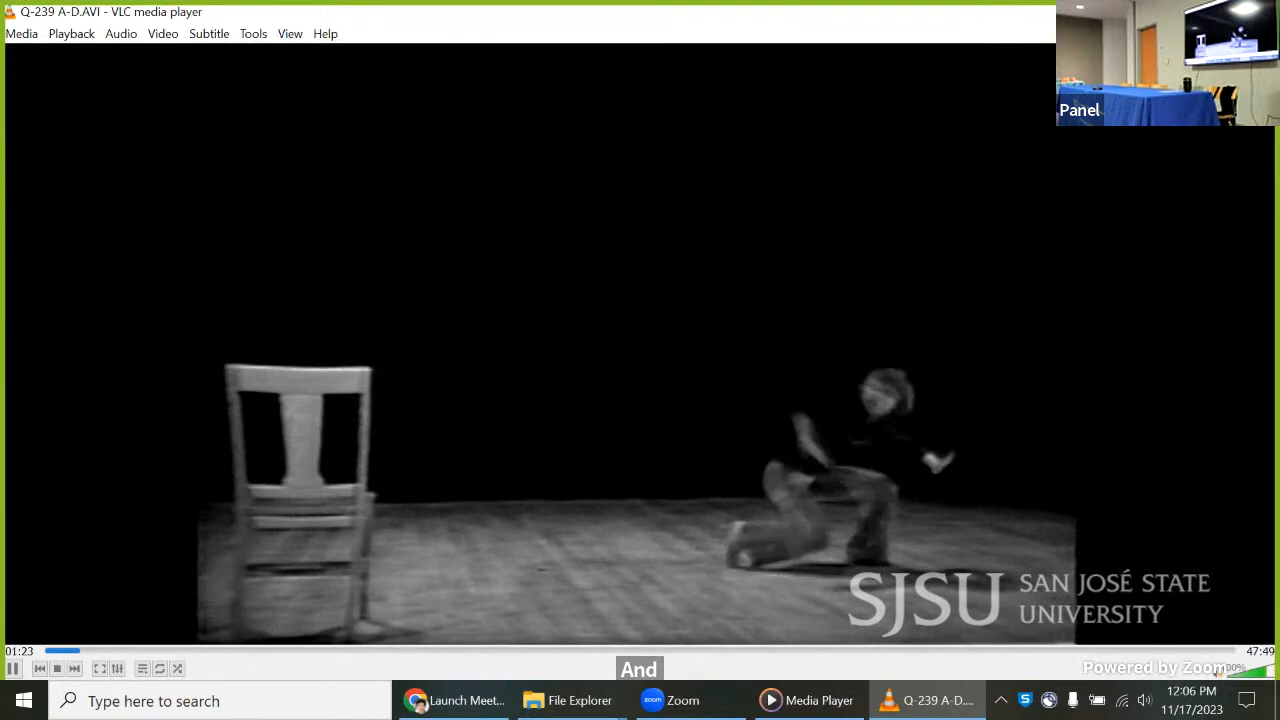 Q-239 A-D.AVI - VLC media player
Media Playback Audio Video Subtitle Tools View Help
Panel
SJSU SAN JOSÉ STATE
UNIVERSITY
01:23
47:49
And
Powered by Zoom
Type here to search
Launch Meet...
File Explorer
zoom
Zoom
Media Player
Q-239 A-D....
12:06 PM
11/17/2023